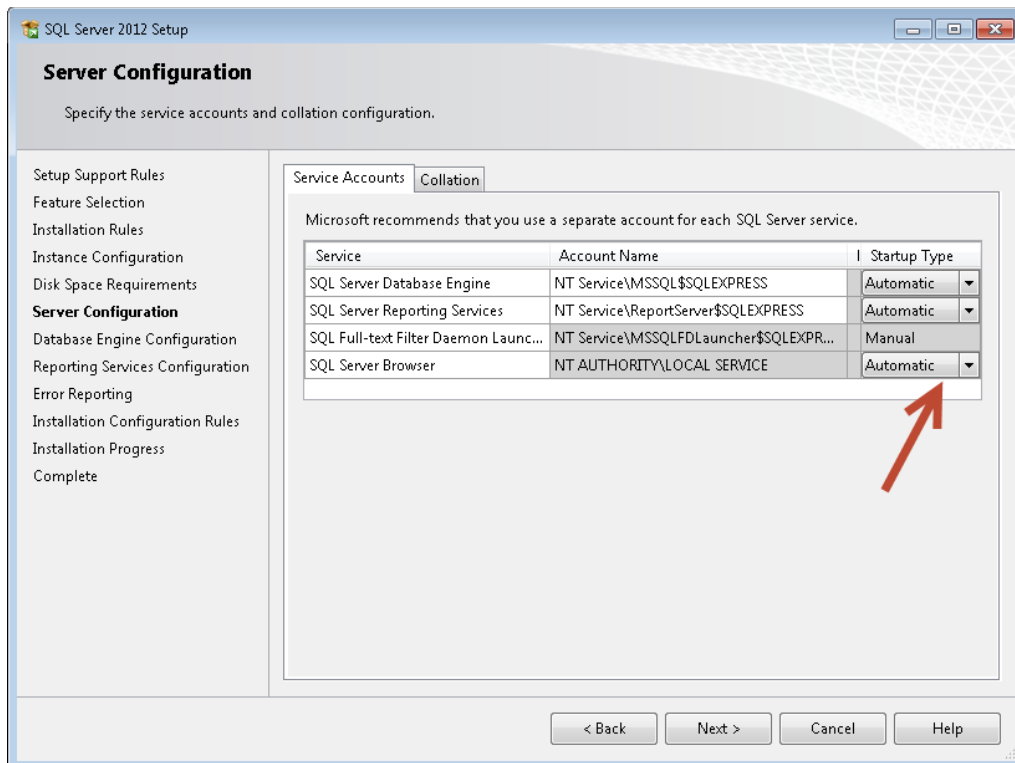 SQL Server 2012 Setup
Server Configuration
Specify the service accounts and collation configuration.
Setup Support Rules
Feature Selection
Installation Rules
Instance Configuration
Disk Space Requirements
Server Configuration
Database Engine Configuration
Reporting Services Configuration
Error Reporting
Installation Configuration Rules
Installation Progress
Complete
Service Accounts Collation
Microsoft recommends that you use a separate account for each SQL Server service.
Service Account Name Startup Type
SQL Server Database Engine NT Service\MSSQL$SQLEXPRESS Automatic
SQL Server Reporting Services NT Service\ReportServer$SQLEXPRESS Automatic
SQL Full-text Filter Daemon Launc... NT Service\MSSQLFDLauncher$SQLEXPR... Manual
SQL Server Browser NT AUTHORITY\LOCAL SERVICE Automatic
< Back Next > Cancel Help